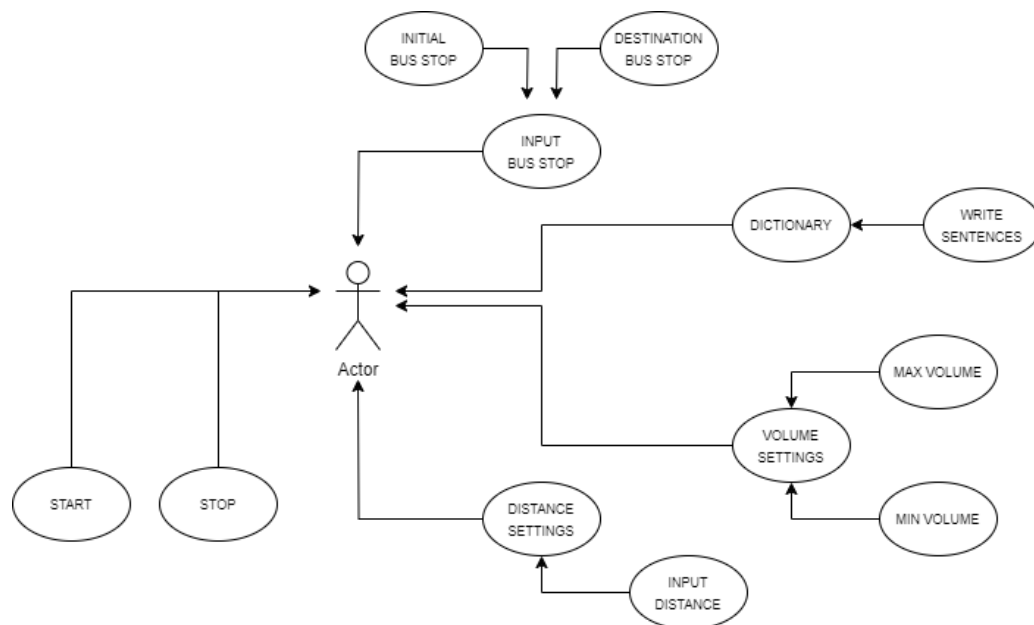 INITIAL
BUS STOP
DESTINATION
BUS STOP
INPUT
BUS STOP
DICTIONARY
WRITE
SENTENCES
Actor
MAX VOLUME
VOLUME
SETTINGS
START
STOP
DISTANCE
SETTINGS
MIN VOLUME
INPUT
DISTANCE